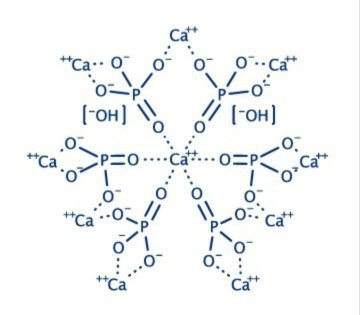 Ca⁺⁺
⁺⁺Ca O⁻ O⁻ O⁻ O⁻ Ca⁺⁺
O⁻ P P O⁻
[⁻OH] O O [⁻OH]
O⁻ O⁻
⁺⁺Ca P=O Ca⁺⁺ O=P Ca⁺⁺
O⁻ O⁻
O⁻ O O O⁻
⁺⁺Ca O⁻ P P O⁻ Ca⁺⁺
O⁻ O⁻ O⁻ O⁻
⁺⁺Ca Ca⁺⁺